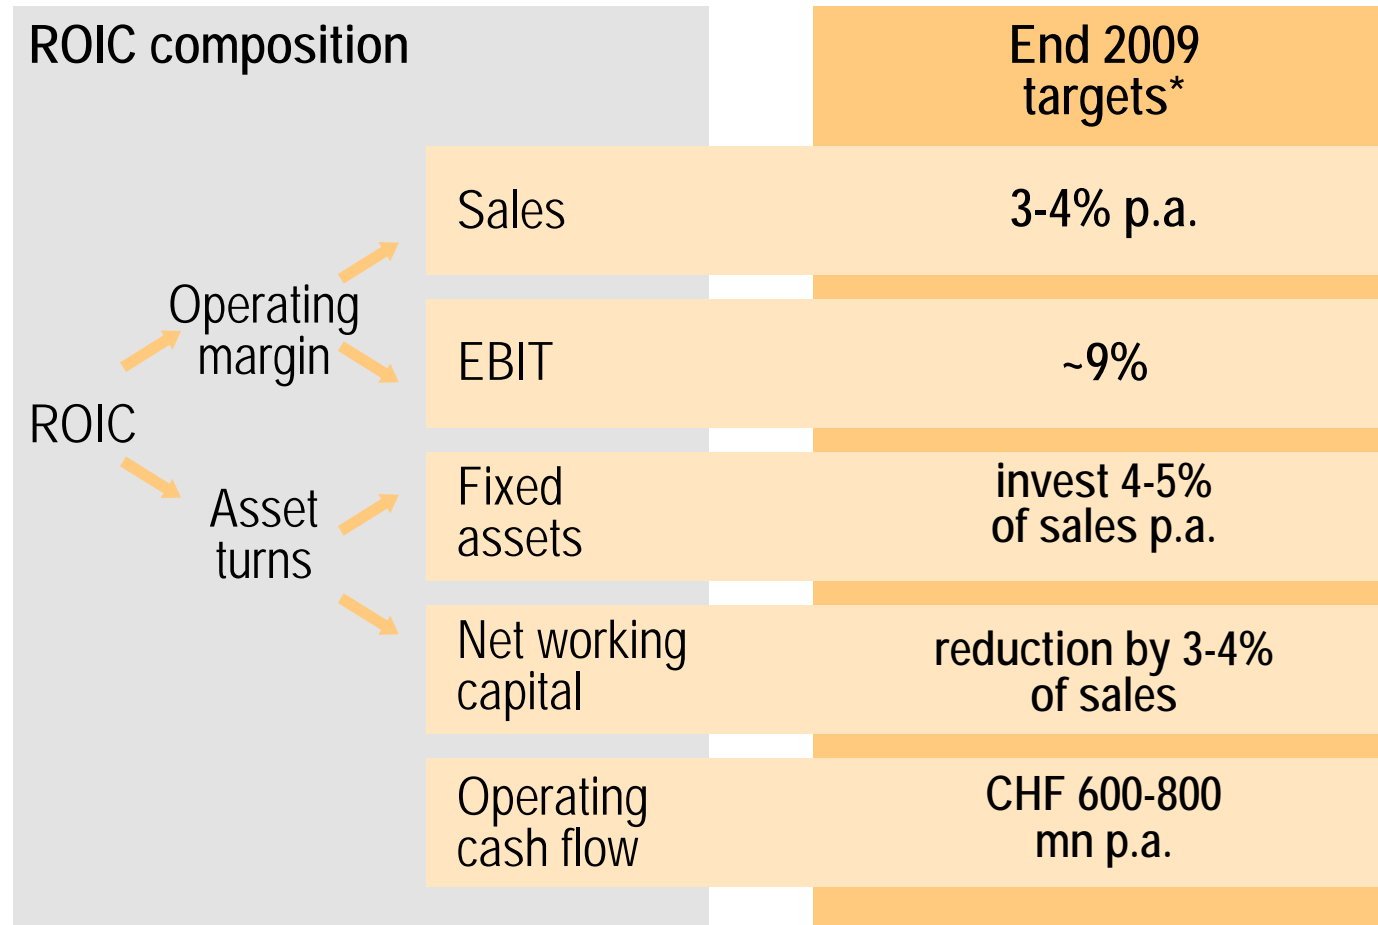 ROIC composition
End 2009
targets*
Sales
3-4% p.a.
Operating
margin
EBIT
~9%
ROIC
Asset
turns
Fixed
assets
invest 4-5%
of sales p.a.
Net working
capital
reduction by 3-4%
of sales
Operating
cash flow
CHF 600-800
mn p.a.